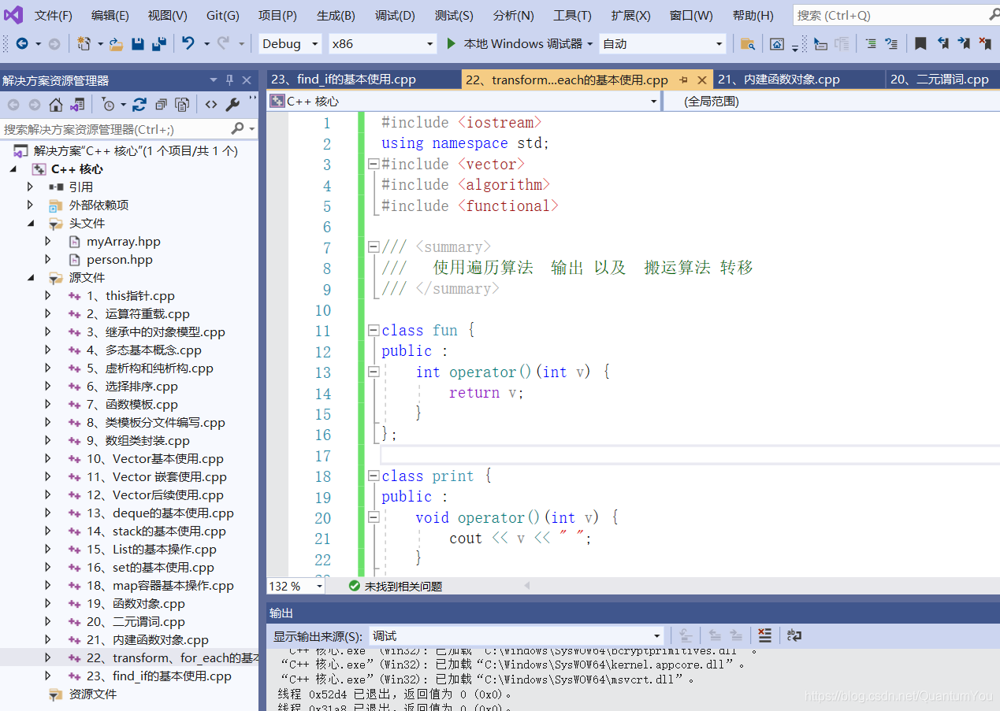 文件(F) 编辑(E) 视图(V) Git(G) 项目(P) 生成(B) 调试(D) 测试(S) 分析(N) 工具(T) 扩展(X) 窗口(W) 帮助(H) 搜索 (Ctrl+Q)
Debug x86 本地 Windows 调试器 自动
解决方案资源管理器
搜索解决方案资源管理器(Ctrl+;)
解决方案“C++ 核心”(1 个项目/共 1 个)
C++ 核心
引用
外部依赖项
头文件
myArray.hpp
person.hpp
源文件
1、this指针.cpp
2、运算符重载.cpp
3、继承中的对象模型.cpp
4、多态基本概念.cpp
5、虚析构和纯析构.cpp
6、选择排序.cpp
7、函数模板.cpp
8、类模板分文件编写.cpp
9、数组类封装.cpp
10、Vector基本使用.cpp
11、Vector 嵌套使用.cpp
12、Vector后续使用.cpp
13、deque的基本使用.cpp
14、stack的基本使用.cpp
15、List的基本操作.cpp
16、set的基本使用.cpp
18、map容器基本操作.cpp
19、函数对象.cpp
20、二元谓词.cpp
21、内建函数对象.cpp
22、transform、for_each的基本
23、find_if的基本使用.cpp
资源文件
23、find_if的基本使用.cpp 22、transform...each的基本使用.cpp 21、内建函数对象.cpp 20、二元谓词.cpp
C++ 核心 (全局范围)
1 #include <iostream>
2 using namespace std;
3 #include <vector>
4 #include <algorithm>
5 #include <functional>
6
7 /// <summary>
8 /// 使用遍历算法 输出 以及 搬运算法 转移
9 /// </summary>
10
11 class fun {
12 public :
13 int operator()(int v) {
14 return v;
15 }
16 };
17
18 class print {
19 public :
20 void operator()(int v) {
21 cout << v << " ";
22 }
132 % 未找到相关问题
输出
显示输出来源(S): 调试
“C++ 核心.exe”(Win32): 已加载“C:\Windows\SysWOW64\bcryptprimitives.dll”。
“C++ 核心.exe”(Win32): 已加载“C:\Windows\SysWOW64\kernel.appcore.dll”。
“C++ 核心.exe”(Win32): 已加载“C:\Windows\SysWOW64\msvcrt.dll”。
线程 0x52d4 已退出，返回值为 0 (0x0)。
线程 0x31a8 已退出，返回值为 0 (0x0)。
https://blog.csdn.net/QuantumYou